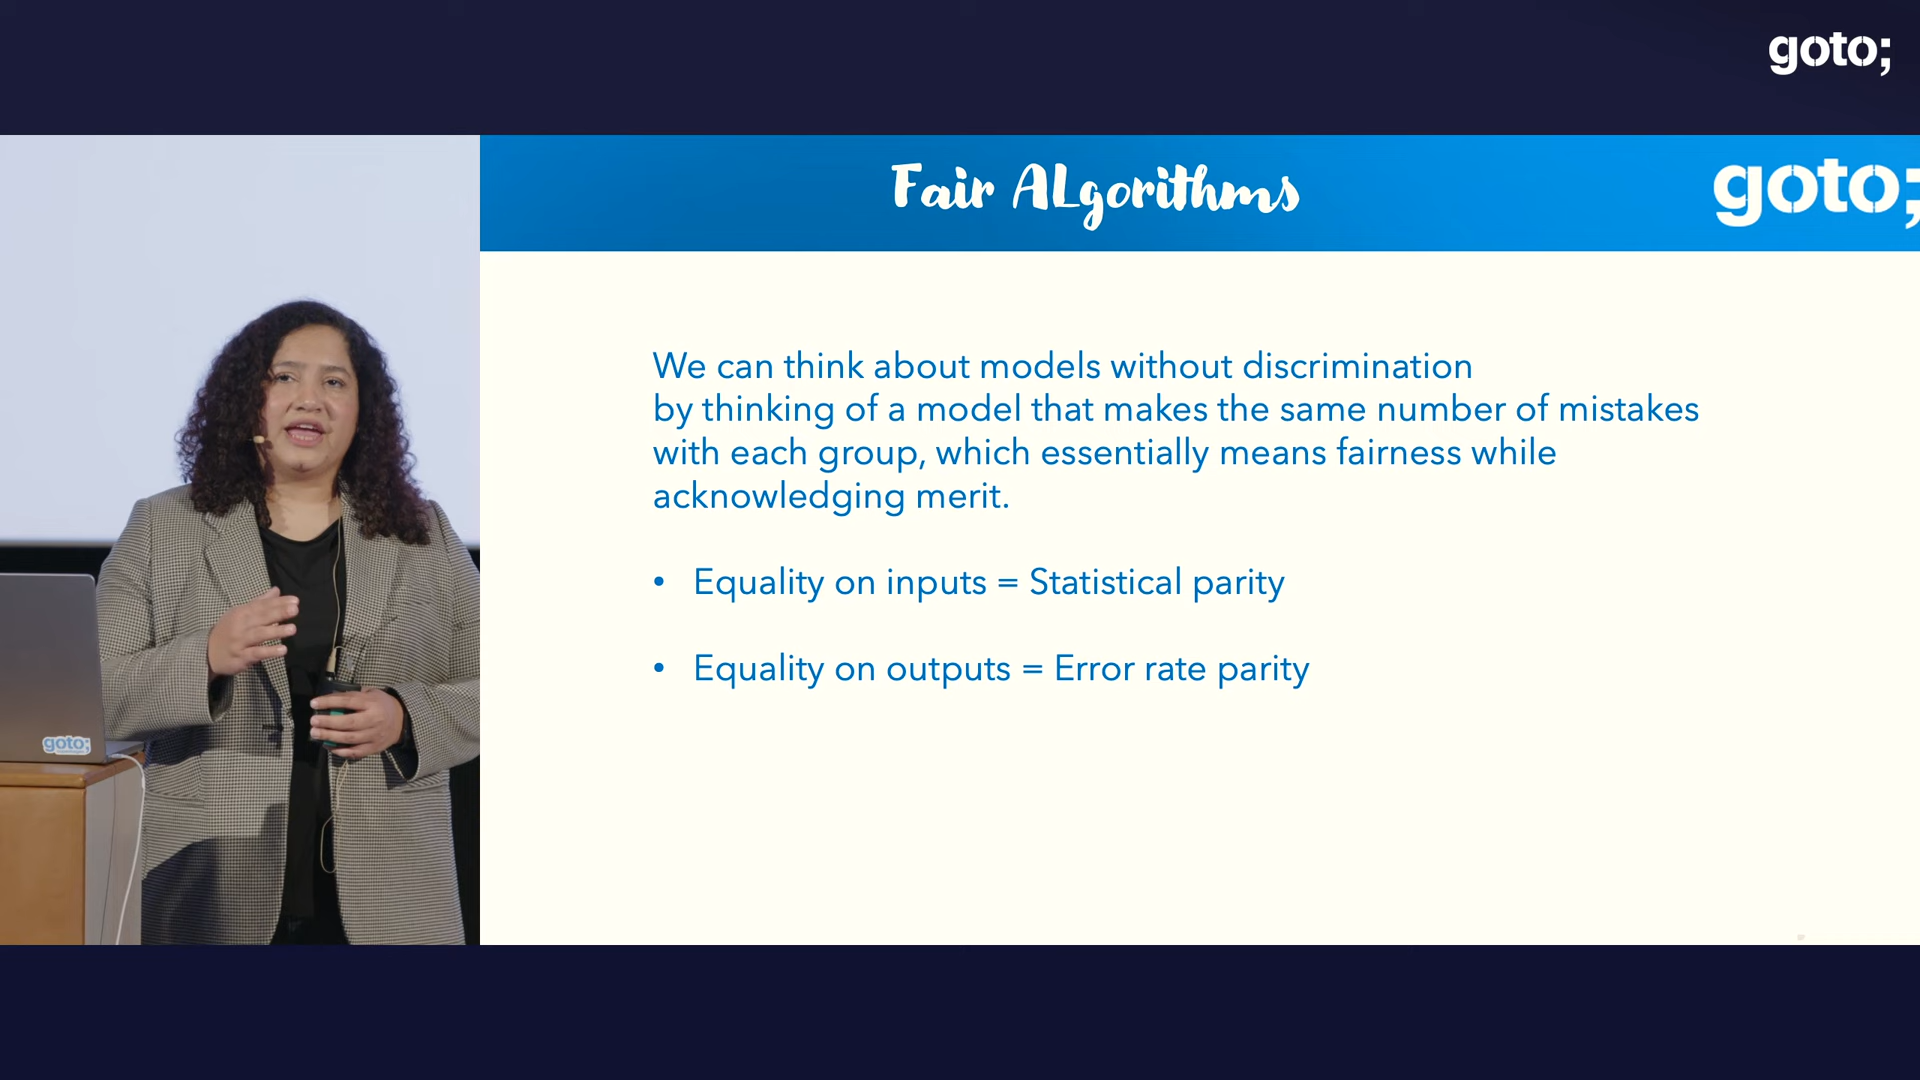 goto;
Fair ALgorithms
goto;
We can think about models without discrimination
by thinking of a model that makes the same number of mistakes
with each group, which essentially means fairness while
acknowledging merit.
• Equality on inputs = Statistical parity
• Equality on outputs = Error rate parity
goto;